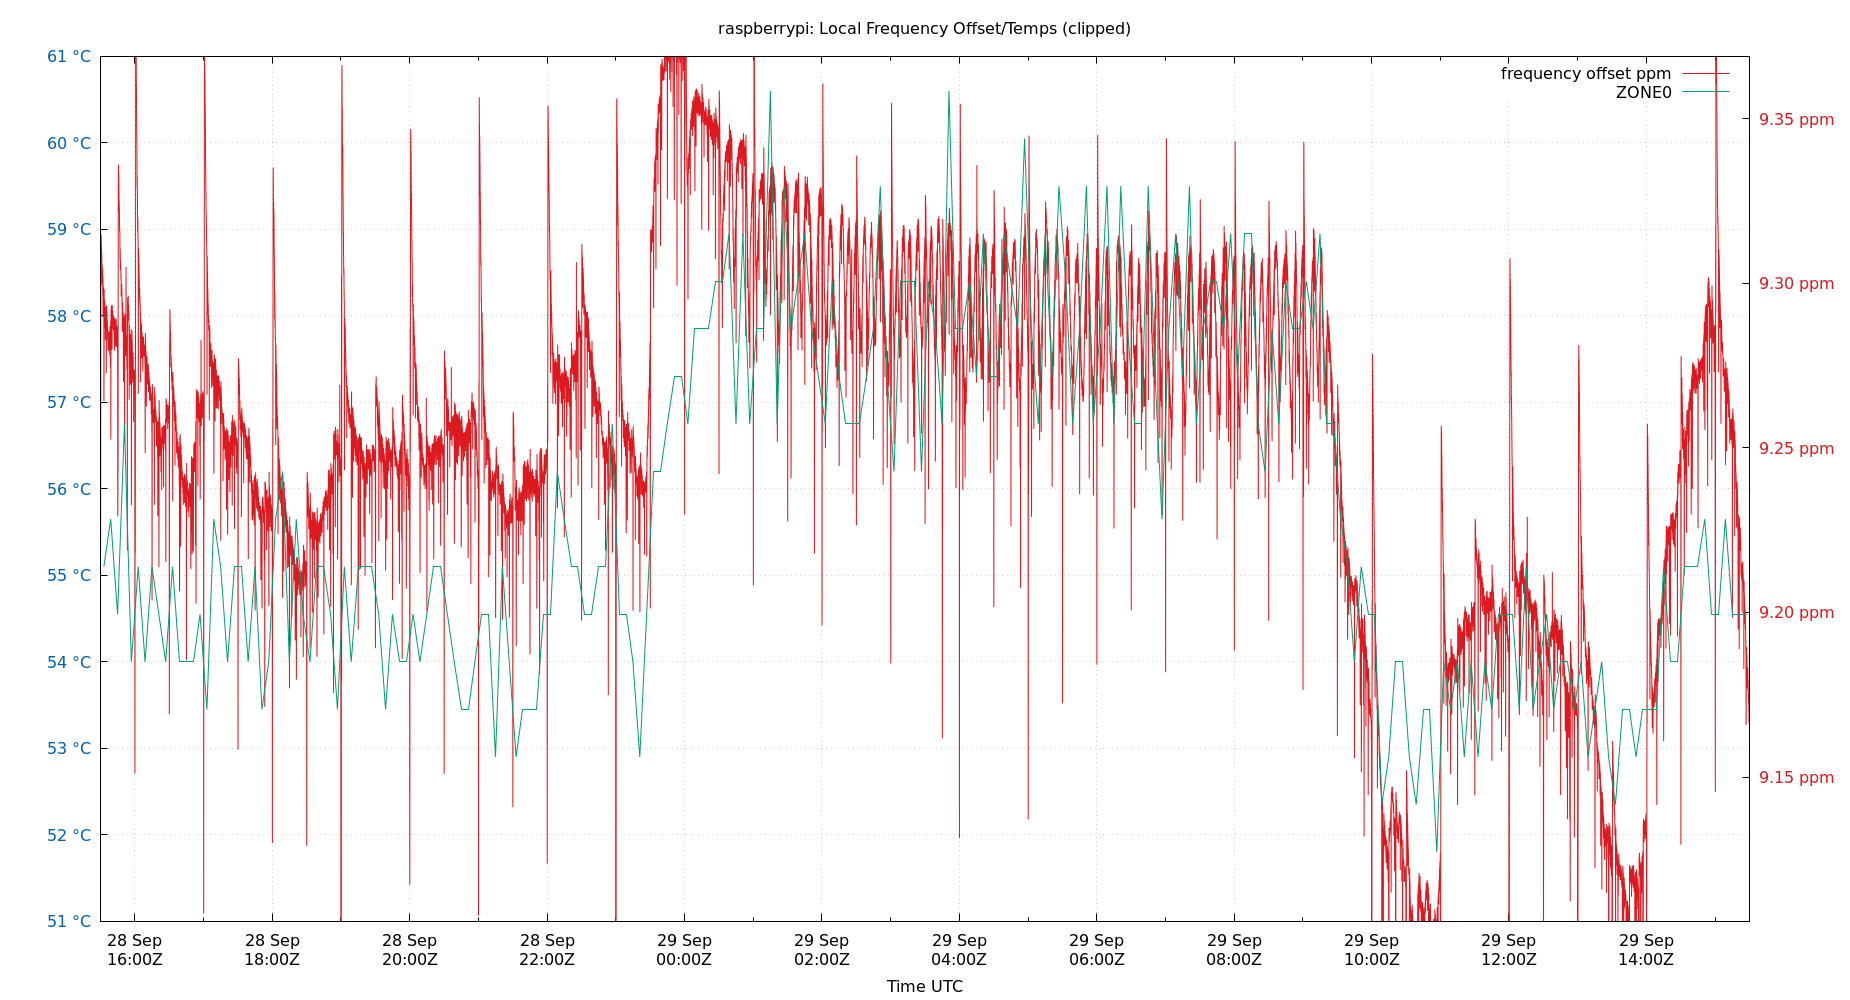 raspberrypi: Local Frequency Offset/Temps (clipped)
frequency offset ppm
ZONE0
61 °C
60 °C
59 °C
58 °C
57 °C
56 °C
55 °C
54 °C
53 °C
52 °C
51 °C
9.35 ppm
9.30 ppm
9.25 ppm
9.20 ppm
9.15 ppm
28 Sep
16:00Z
28 Sep
18:00Z
28 Sep
20:00Z
28 Sep
22:00Z
29 Sep
00:00Z
29 Sep
02:00Z
29 Sep
04:00Z
29 Sep
06:00Z
29 Sep
08:00Z
29 Sep
10:00Z
29 Sep
12:00Z
29 Sep
14:00Z
Time UTC